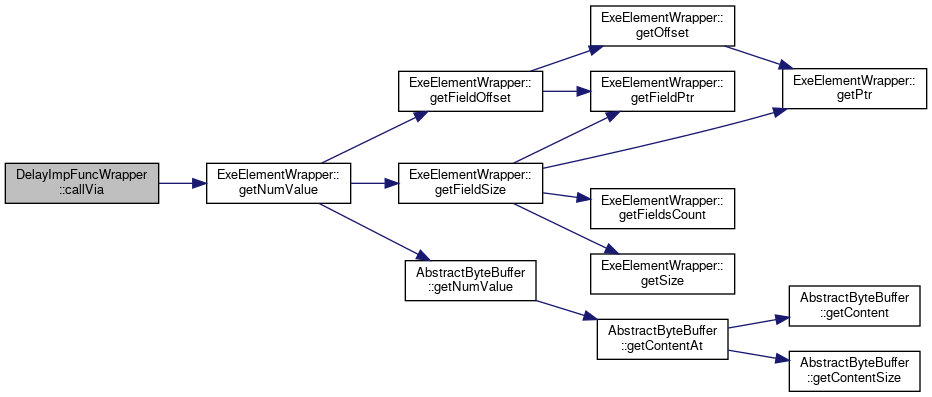 DelayImpFuncWrapper
::callVia
ExeElementWrapper::
getNumValue
ExeElementWrapper::
getFieldOffset
ExeElementWrapper::
getFieldSize
AbstractByteBuffer
::getNumValue
ExeElementWrapper::
getOffset
ExeElementWrapper::
getFieldPtr
ExeElementWrapper::
getFieldsCount
ExeElementWrapper::
getSize
AbstractByteBuffer
::getContentAt
ExeElementWrapper::
getPtr
AbstractByteBuffer
::getContent
AbstractByteBuffer
::getContentSize